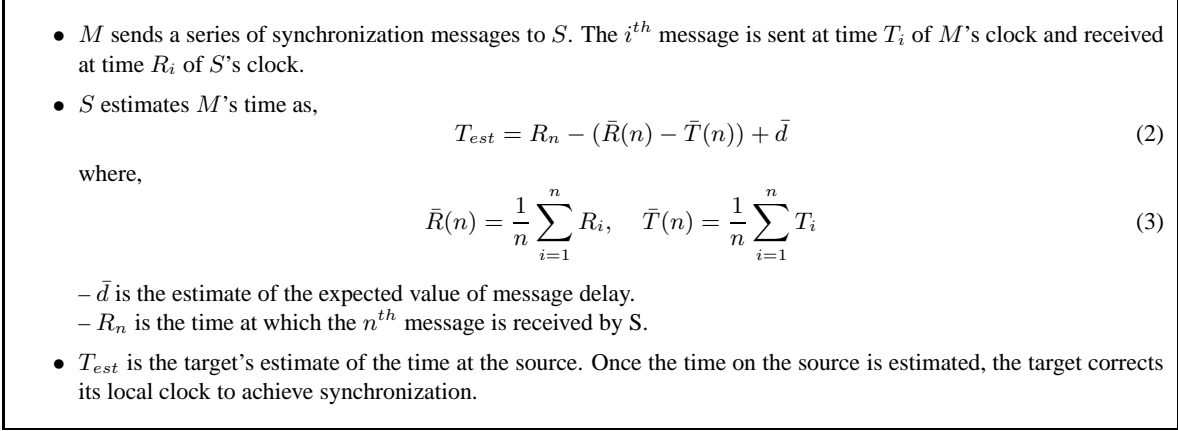 • M sends a series of synchronization messages to S. The i^{th} message is sent at time T_i of M's clock and received
at time R_i of S's clock.
• S estimates M's time as,
T_{est} = R_n − (R̄(n) − T̄(n)) + d̄ (2)
where,
R̄(n) = \frac{1}{n} \sum_{i=1}^{n} R_i, T̄(n) = \frac{1}{n} \sum_{i=1}^{n} T_i (3)
– d̄ is the estimate of the expected value of message delay.
– R_n is the time at which the n^{th} message is received by S.
• T_{est} is the target's estimate of the time at the source. Once the time on the source is estimated, the target corrects
its local clock to achieve synchronization.